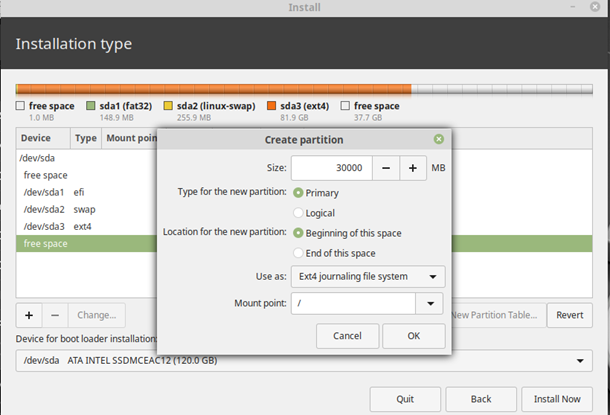 Install
Installation type
free space sda1 (fat32) sda2 (linux-swap) sda3 (ext4) free space
1.0 MB 148.9 MB 255.9 MB 81.9 GB 37.7 GB
Device Type Mount poin
Create partition
/dev/sda
free space
/dev/sda1 efi
/dev/sda2 swap
/dev/sda3 ext4
free space
Size: 30000 MB
Type for the new partition: Primary
Logical
Location for the new partition: Beginning of this space
End of this space
Use as: Ext4 journaling file system
Mount point: /
Cancel OK
+ − Change... New Partition Table... Revert
Device for boot loader installation:
/dev/sda ATA INTEL SSDMCEAC12 (120.0 GB)
Quit Back Install Now